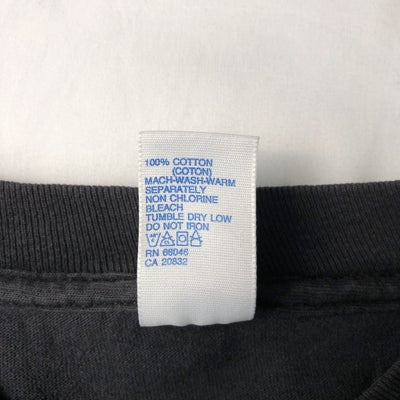 100% COTTON
(COTON)
MACH-WASH-WARM
SEPARATELY
NON CHLORINE
BLEACH
TUMBLE DRY LOW
DO NOT IRON
RN 66046
CA 20832